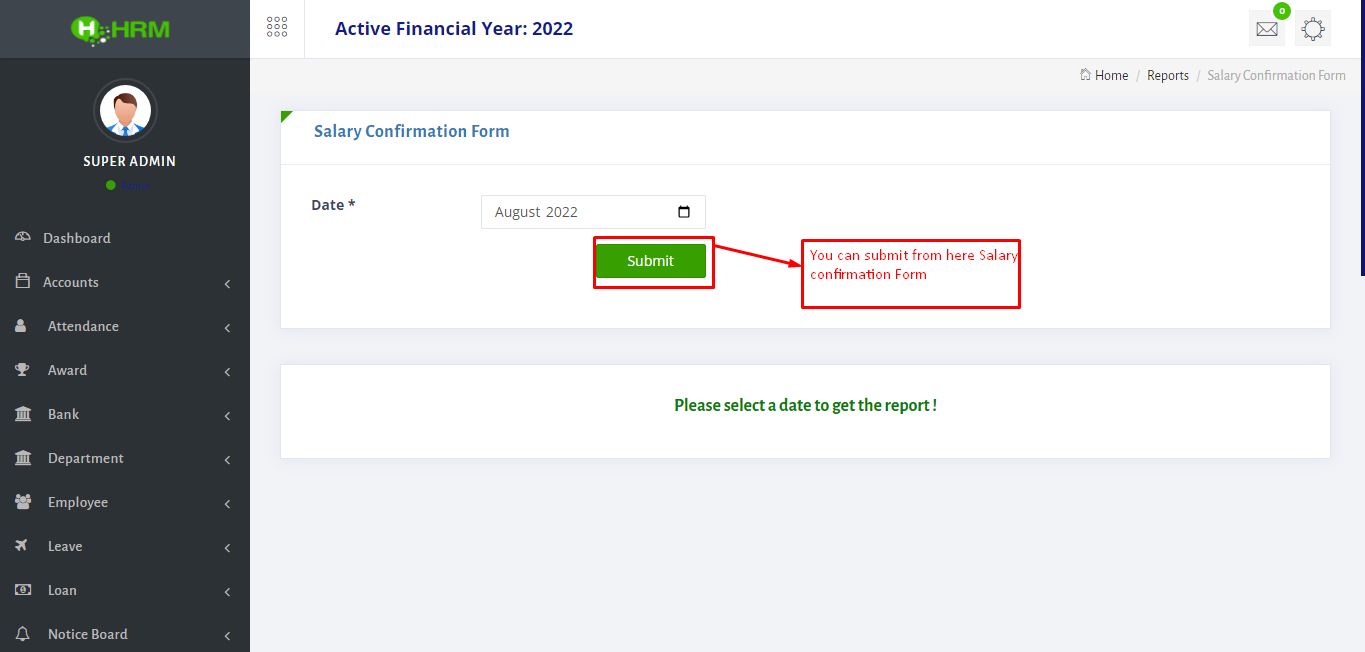 HRM
Active Financial Year: 2022
0
Home / Reports / Salary Confirmation Form
SUPER ADMIN
Admin
Dashboard
Accounts
Attendance
Award
Bank
Department
Employee
Leave
Loan
Notice Board
Salary Confirmation Form
Date *
August 2022
Submit
You can submit from here Salary
confirmation Form
Please select a date to get the report !